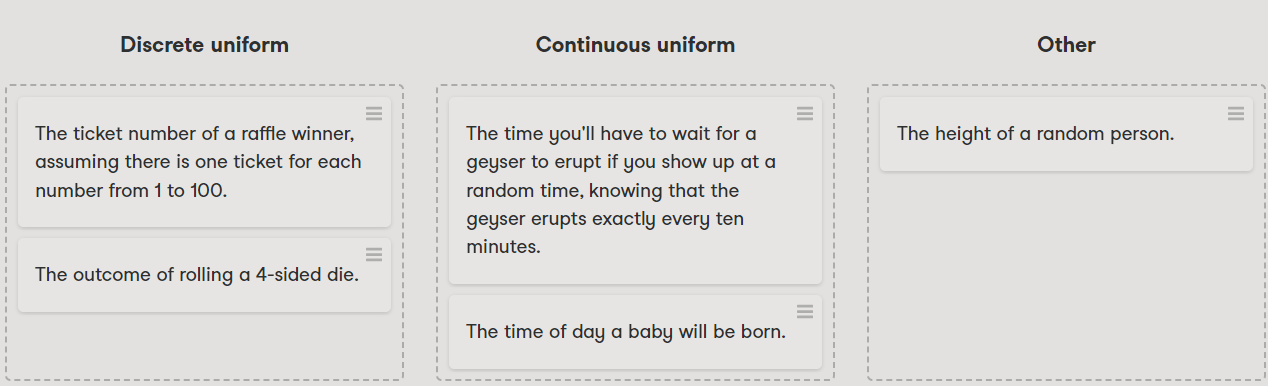 Discrete uniform
The ticket number of a raffle winner,
assuming there is one ticket for each
number from 1 to 100.
The outcome of rolling a 4-sided die.
Continuous uniform
The time you'll have to wait for a
geyser to erupt if you show up at a
random time, knowing that the
geyser erupts exactly every ten
minutes.
The time of day a baby will be born.
Other
The height of a random person.